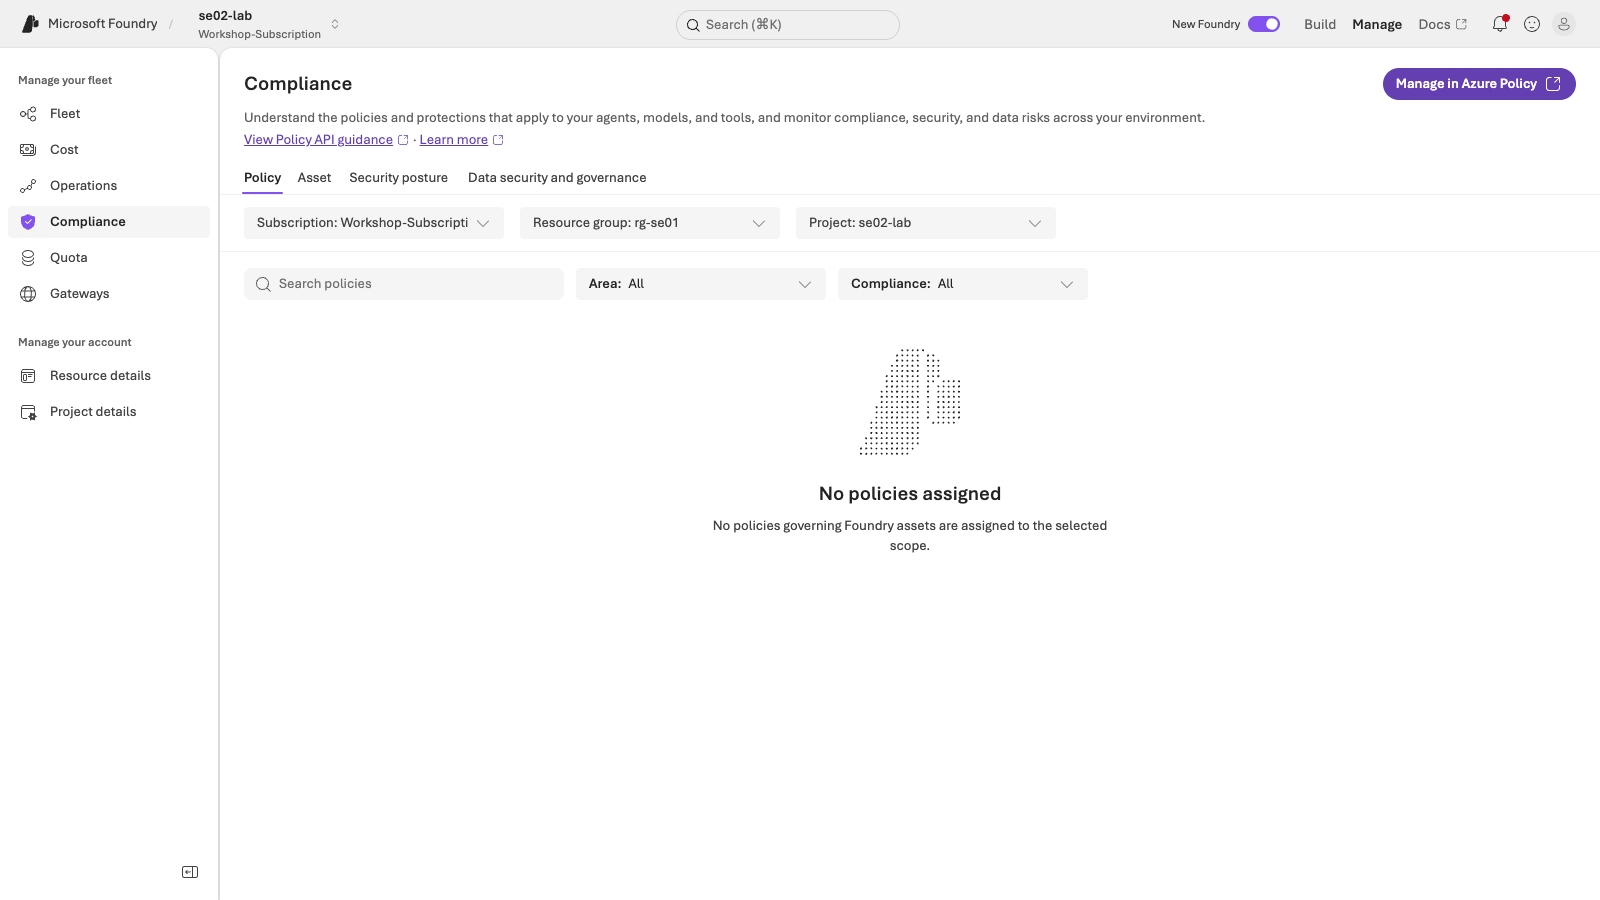 Microsoft Foundry /
se02-lab
Workshop-Subscription
Search (⌘K)
New Foundry
Build
Manage
Docs
Manage your fleet
Fleet
Cost
Operations
Compliance
Quota
Gateways
Manage your account
Resource details
Project details
Compliance
Manage in Azure Policy
Understand the policies and protections that apply to your agents, models, and tools, and monitor compliance, security, and data risks across your environment.
View Policy API guidance · Learn more
Policy
Asset
Security posture
Data security and governance
Subscription: Workshop-Subscripti
Resource group: rg-se01
Project: se02-lab
Search policies
Area: All
Compliance: All
No policies assigned
No policies governing Foundry assets are assigned to the selected
scope.